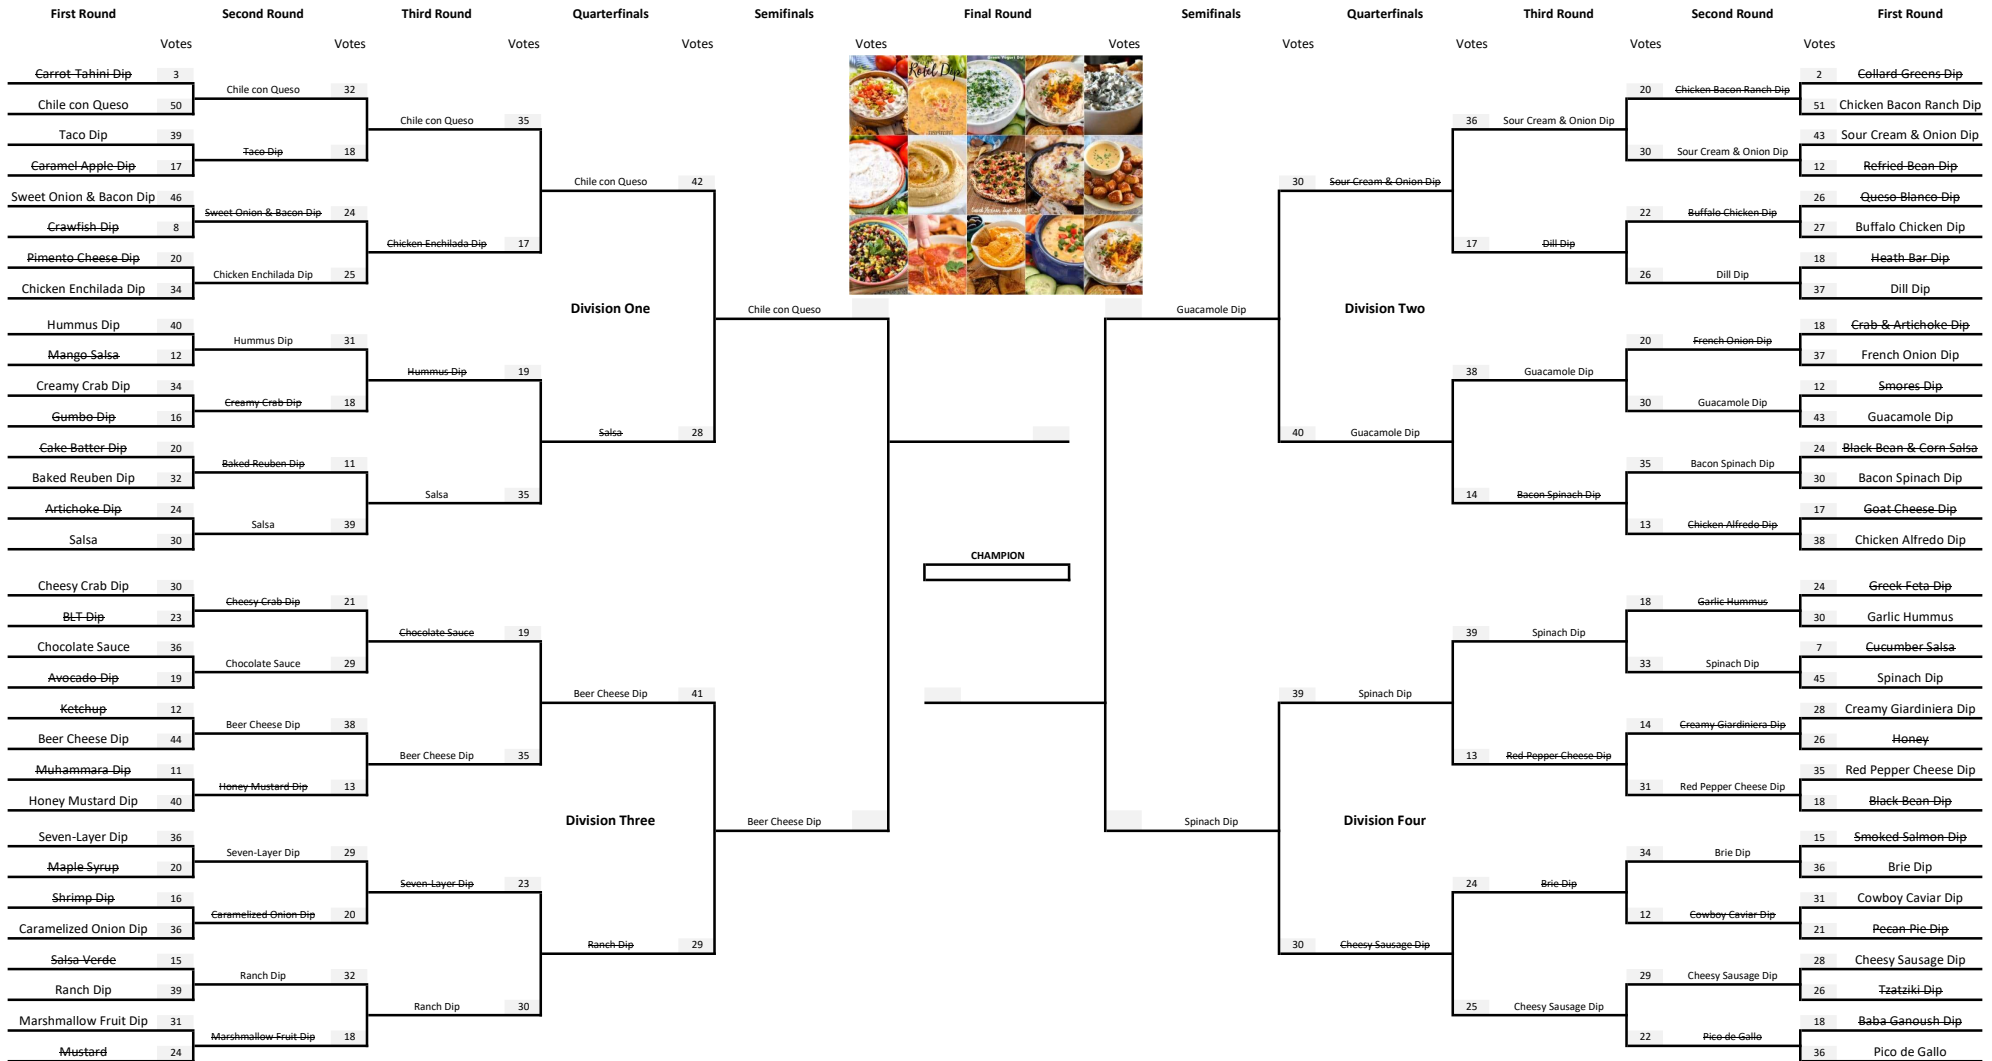 First Round Second Round Third Round Quarterfinals Semifinals Final Round Semifinals Quarterfinals Third Round Second Round First Round
Votes Votes Votes Votes Votes Votes Votes Votes Votes Votes
Rotel Dip
Carrot Tahini Dip 3
Chile con Queso 50
Taco Dip 39
Caramel Apple Dip 17
Sweet Onion & Bacon Dip 46
Crawfish Dip 8
Pimento Cheese Dip 20
Chicken Enchilada Dip 34
Hummus Dip 40
Mango Salsa 12
Creamy Crab Dip 34
Gumbo Dip 16
Cake Batter Dip 20
Baked Reuben Dip 32
Artichoke Dip 24
Salsa 30
Cheesy Crab Dip 30
BLT Dip 23
Chocolate Sauce 36
Avocado Dip 19
Ketchup 12
Beer Cheese Dip 44
Muhammara Dip 11
Honey Mustard Dip 40
Seven-Layer Dip 36
Maple Syrup 20
Shrimp Dip 16
Caramelized Onion Dip 36
Salsa Verde 15
Ranch Dip 39
Marshmallow Fruit Dip 31
Mustard 24
Chile con Queso 32
Taco Dip 18
Sweet Onion & Bacon Dip 24
Chicken Enchilada Dip 25
Hummus Dip 31
Creamy Crab Dip 18
Baked Reuben Dip 11
Salsa 39
Cheesy Crab Dip 21
Chocolate Sauce 29
Beer Cheese Dip 38
Honey Mustard Dip 13
Seven-Layer Dip 29
Caramelized Onion Dip 20
Ranch Dip 32
Marshmallow Fruit Dip 18
Chile con Queso 35
Chicken Enchilada Dip 17
Hummus Dip 19
Salsa 35
Chocolate Sauce 19
Beer Cheese Dip 35
Seven-Layer Dip 23
Ranch Dip 30
Chile con Queso 42
Division One
Salsa 28
Beer Cheese Dip 41
Division Three
Ranch Dip 29
Chile con Queso
Beer Cheese Dip
CHAMPION
Guacamole Dip
Spinach Dip
30 Sour Cream & Onion Dip
Division Two
40 Guacamole Dip
39 Spinach Dip
Division Four
30 Cheesy Sausage Dip
36 Sour Cream & Onion Dip
17 Dill Dip
38 Guacamole Dip
14 Bacon Spinach Dip
39 Spinach Dip
13 Red Pepper Cheese Dip
24 Brie Dip
25 Cheesy Sausage Dip
20 Chicken Bacon Ranch Dip
30 Sour Cream & Onion Dip
22 Buffalo Chicken Dip
26 Dill Dip
20 French Onion Dip
30 Guacamole Dip
35 Bacon Spinach Dip
13 Chicken Alfredo Dip
18 Garlic Hummus
33 Spinach Dip
14 Creamy Giardiniera Dip
31 Red Pepper Cheese Dip
34 Brie Dip
12 Cowboy Caviar Dip
29 Cheesy Sausage Dip
22 Pico de Gallo
2 Collard Greens Dip
51 Chicken Bacon Ranch Dip
43 Sour Cream & Onion Dip
12 Refried Bean Dip
26 Queso Blanco Dip
27 Buffalo Chicken Dip
18 Heath Bar Dip
37 Dill Dip
18 Crab & Artichoke Dip
37 French Onion Dip
12 Smores Dip
43 Guacamole Dip
24 Black Bean & Corn Salsa
30 Bacon Spinach Dip
17 Goat Cheese Dip
38 Chicken Alfredo Dip
24 Greek Feta Dip
30 Garlic Hummus
7 Cucumber Salsa
45 Spinach Dip
28 Creamy Giardiniera Dip
26 Honey
35 Red Pepper Cheese Dip
18 Black Bean Dip
15 Smoked Salmon Dip
36 Brie Dip
31 Cowboy Caviar Dip
21 Pecan Pie Dip
28 Cheesy Sausage Dip
26 Tzatziki Dip
18 Baba Ganoush Dip
36 Pico de Gallo